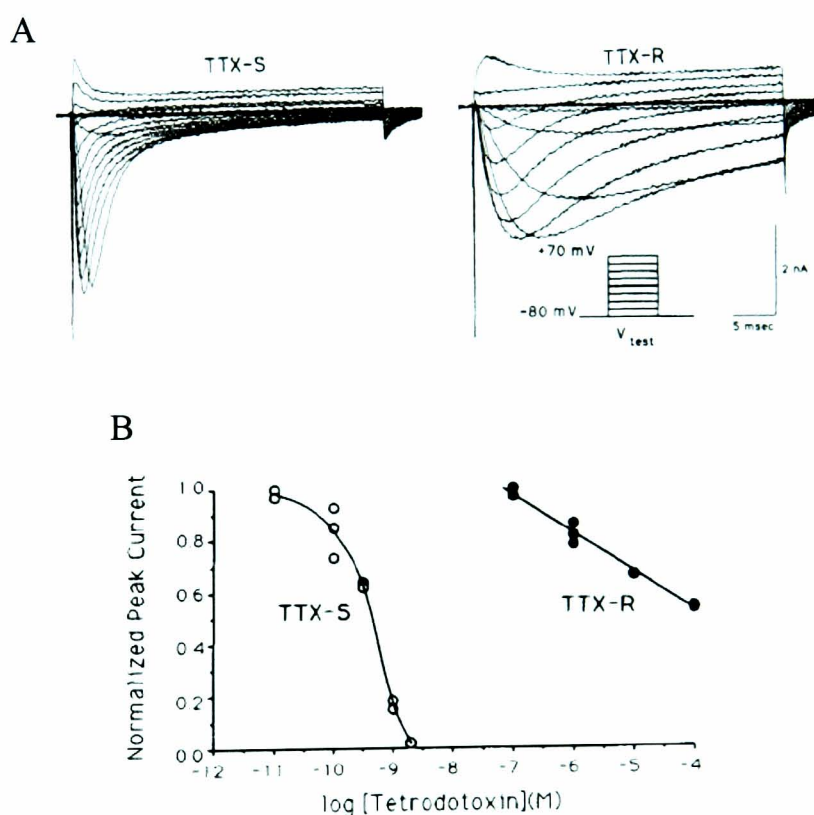 A
TTX-S
TTX-R
+70 mV
-80 mV
V test
2 nA
5 msec
B
Normalized Peak Current
1.0
0.8
0.6
0.4
0.2
0.0
TTX-S
TTX-R
-12 -11 -10 -9 -8 -7 -6 -5 -4
log [Tetrodotoxin](M)